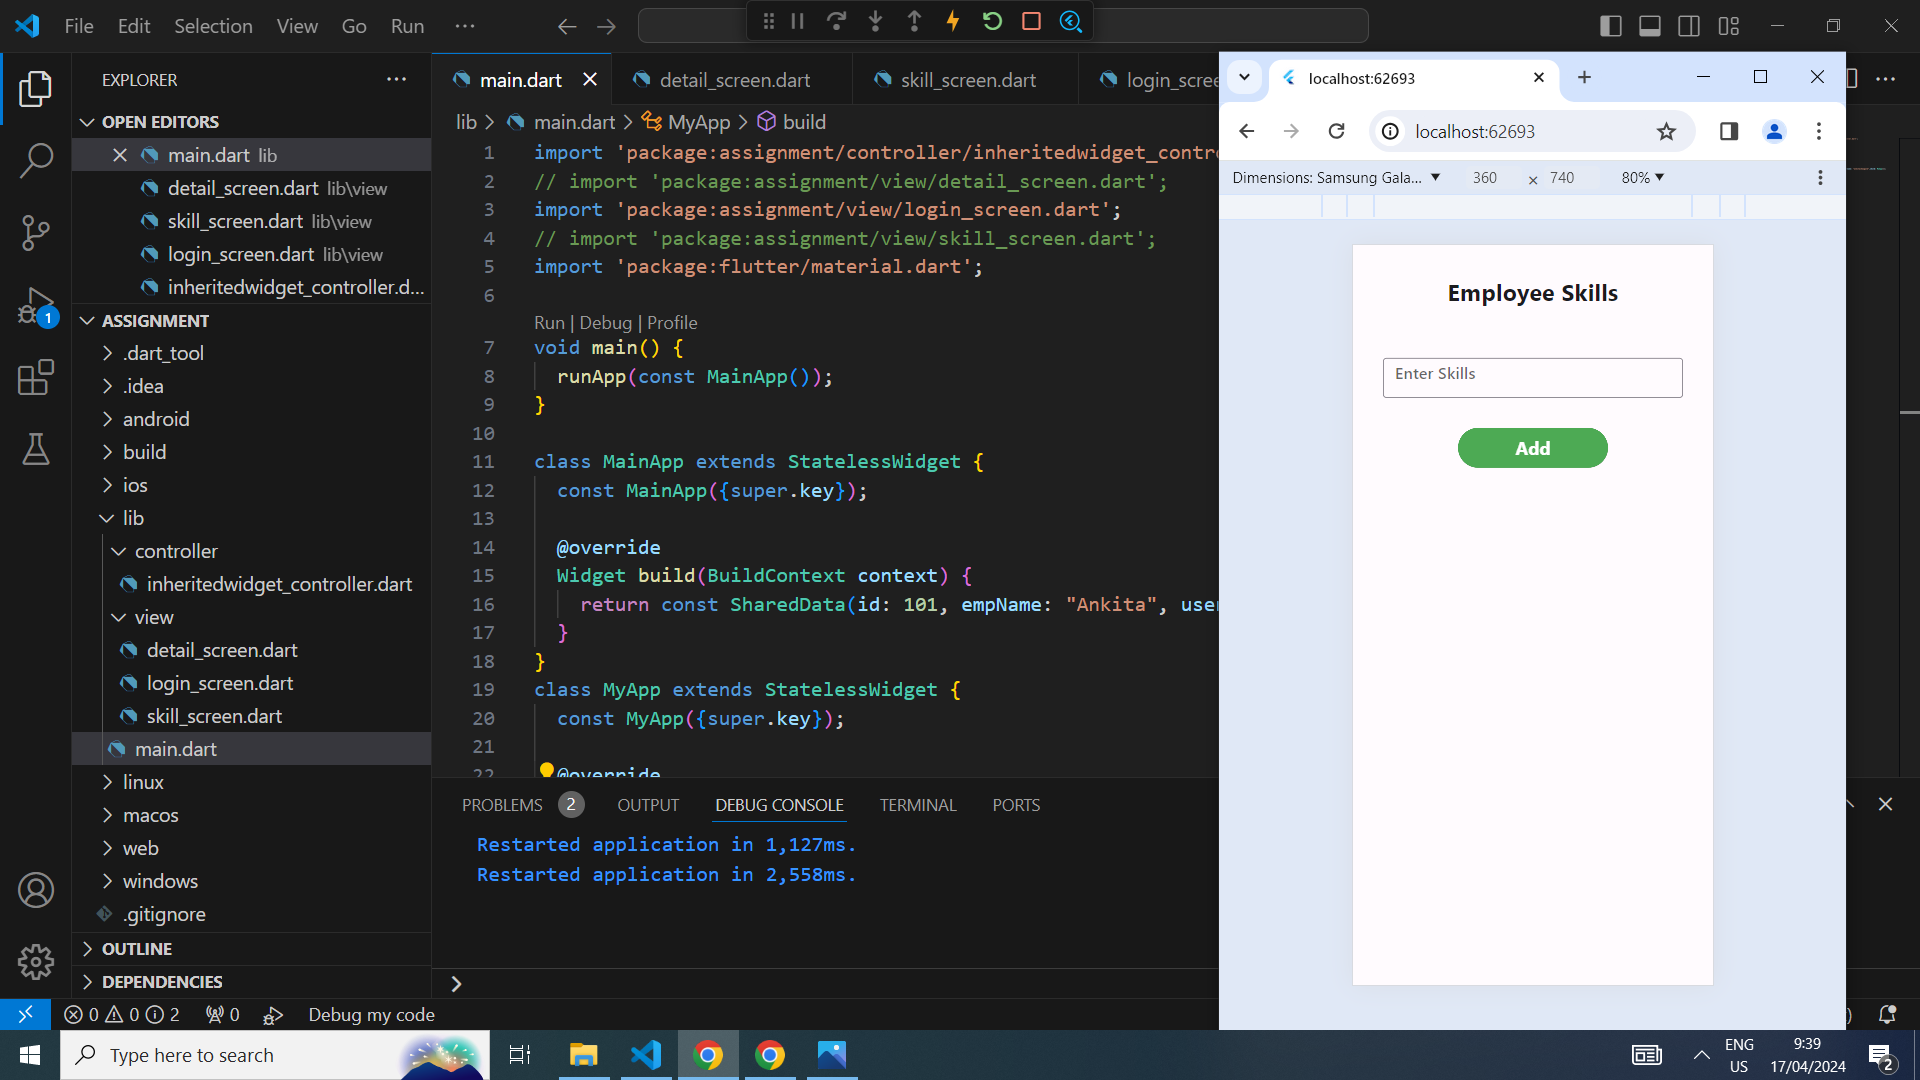 File Edit Selection View Go Run ...
EXPLORER ...
OPEN EDITORS
main.dart lib
detail_screen.dart lib\view
skill_screen.dart lib\view
login_screen.dart lib\view
inheritedwidget_controller.d...
ASSIGNMENT
.dart_tool
.idea
android
build
ios
lib
controller
inheritedwidget_controller.dart
view
detail_screen.dart
login_screen.dart
skill_screen.dart
main.dart
linux
macos
web
windows
.gitignore
OUTLINE
DEPENDENCIES
1
main.dart detail_screen.dart skill_screen.dart login_scree
lib > main.dart > MyApp > build
1 import 'package:assignment/controller/inheritedwidget_contro
2 // import 'package:assignment/view/detail_screen.dart';
3 import 'package:assignment/view/login_screen.dart';
4 // import 'package:assignment/view/skill_screen.dart';
5 import 'package:flutter/material.dart';
6
Run | Debug | Profile
7 void main() {
8 runApp(const MainApp());
9 }
10
11 class MainApp extends StatelessWidget {
12 const MainApp({super.key});
13
14 @override
15 Widget build(BuildContext context) {
16 return const SharedData(id: 101, empName: "Ankita", user
17 }
18 }
19 class MyApp extends StatelessWidget {
20 const MyApp({super.key});
21
22 @override
PROBLEMS 2 OUTPUT DEBUG CONSOLE TERMINAL PORTS
Restarted application in 1,127ms.
Restarted application in 2,558ms.
>
localhost:62693
localhost:62693
Dimensions: Samsung Gala... 360 × 740 80%
Employee Skills
Enter Skills
Add
0 0 2 0 Debug my code
Type here to search
ENG
US
9:39
17/04/2024
2